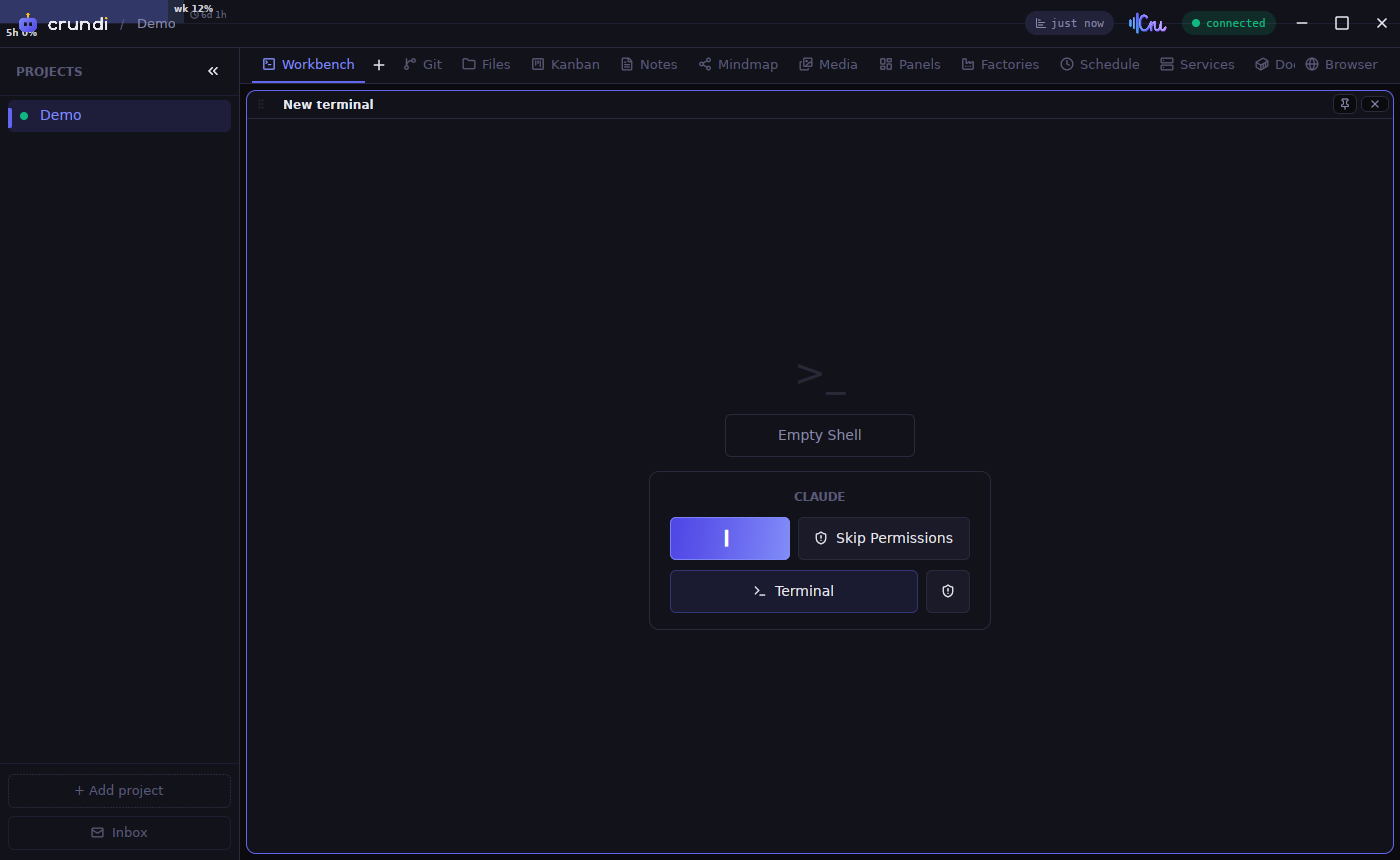 wk 12%
6d 1h
5h 0%
crundi / Demo
just now
Cru
connected
PROJECTS
Workbench
Git
Files
Kanban
Notes
Mindmap
Media
Panels
Factories
Schedule
Services
Browser
Demo
New terminal
>_
Empty Shell
CLAUDE
Skip Permissions
Terminal
+ Add project
Inbox